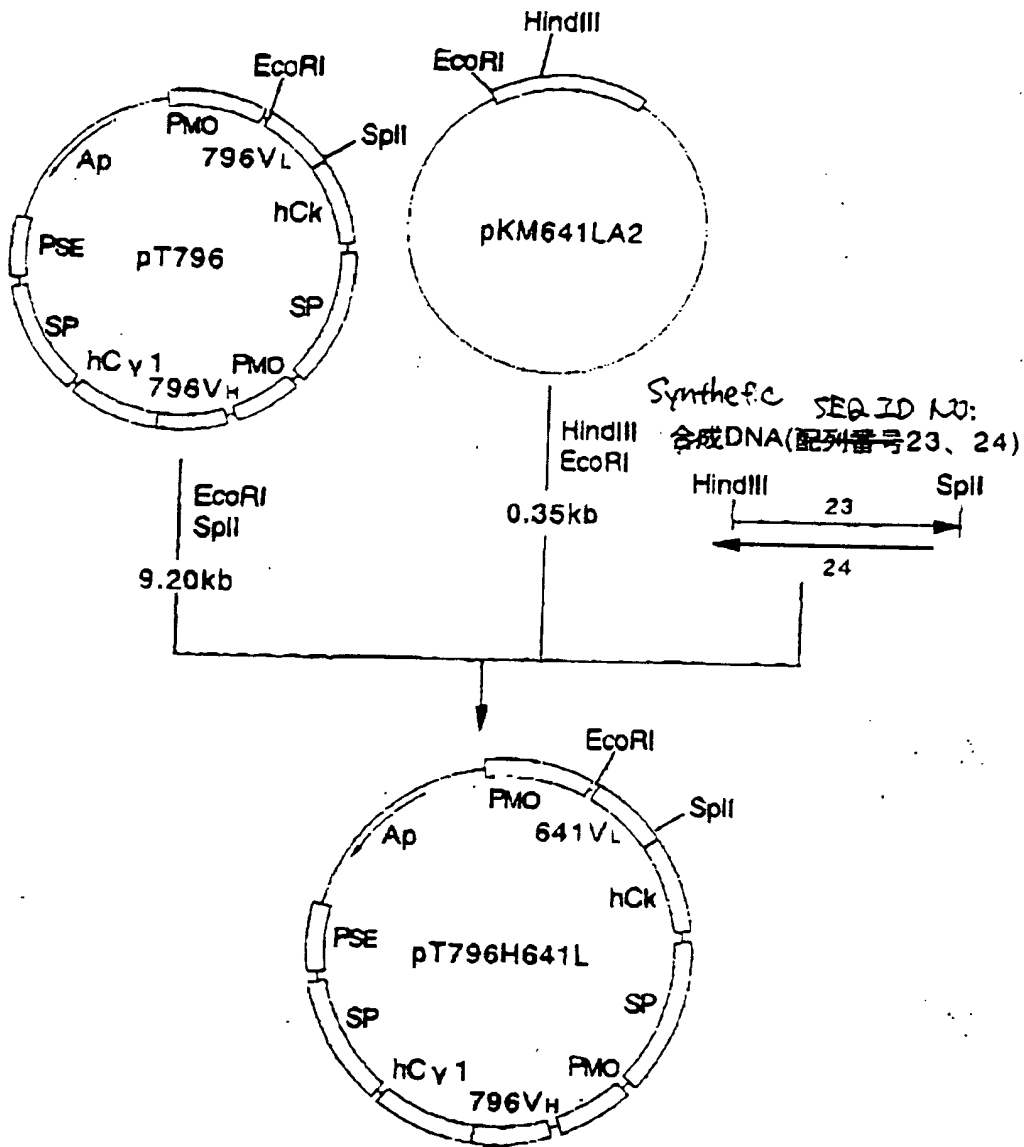 HindIII
EcoRI
EcoRI
PMO
SplI
Ap
796VL
hCk
pKM641LA2
PSE
pT796
SP
SP
hCγ1
PMO
796VH
Synthetic SEQ ID NO:
HindIII
EcoRI
合成DNA(配列番号23、24)
EcoRI
SplI
HindIII
SplI
0.35kb
23
9.20kb
24
EcoRI
PMO
SplI
641VL
Ap
hCk
PSE
pT796H641L
SP
SP
hCγ1
PMO
796VH